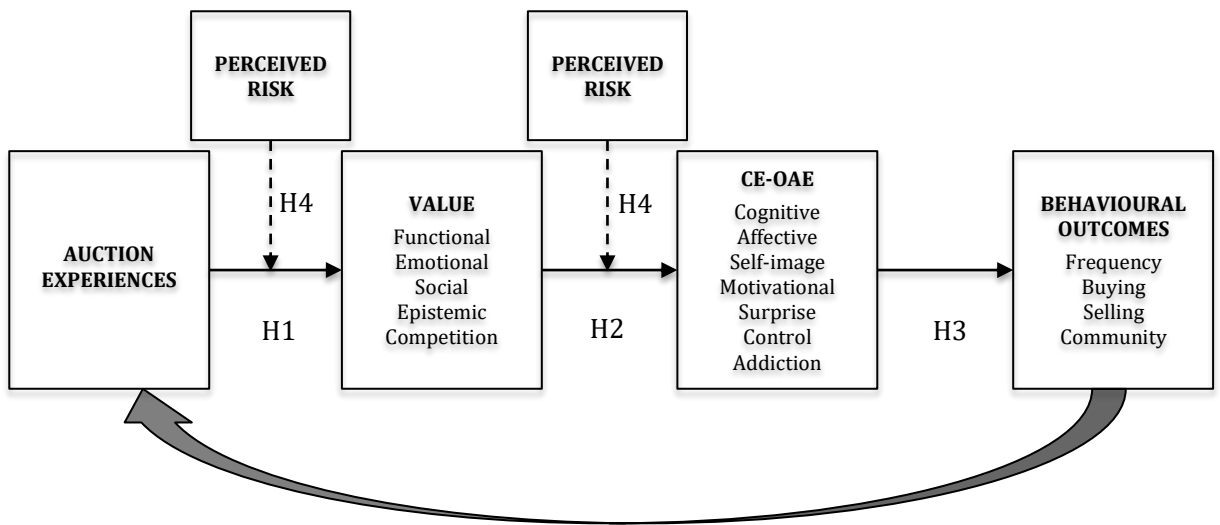 PERCEIVED
RISK
PERCEIVED
RISK
H4
H4
AUCTION
EXPERIENCES
H1
VALUE
Functional
Emotional
Social
Epistemic
Competition
H2
CE-OAE
Cognitive
Affective
Self-image
Motivational
Surprise
Control
Addiction
H3
BEHAVIOURAL
OUTCOMES
Frequency
Buying
Selling
Community